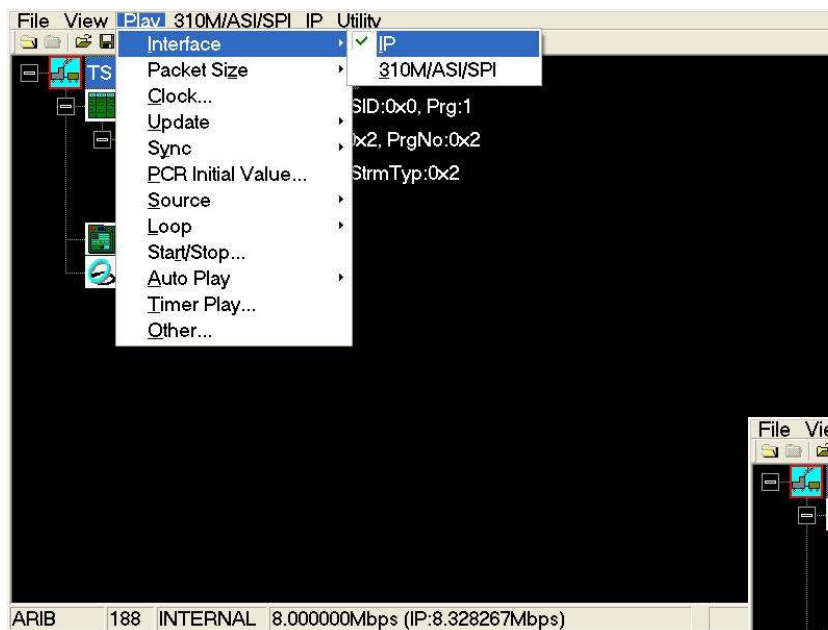 File View Play 310M/ASI/SPI IP Utility
Interface
IP
Packet Size
310M/ASI/SPI
TS
Clock...
SID:0x0, Prg:1
Update
0x2, PrgNo:0x2
Sync
PCR Initial Value...
StrmTyp:0x2
Source
Loop
Start/Stop...
Auto Play
Timer Play...
Other...
File Vie
ARIB 188 INTERNAL 8.000000Mbps (IP:8.328267Mbps)